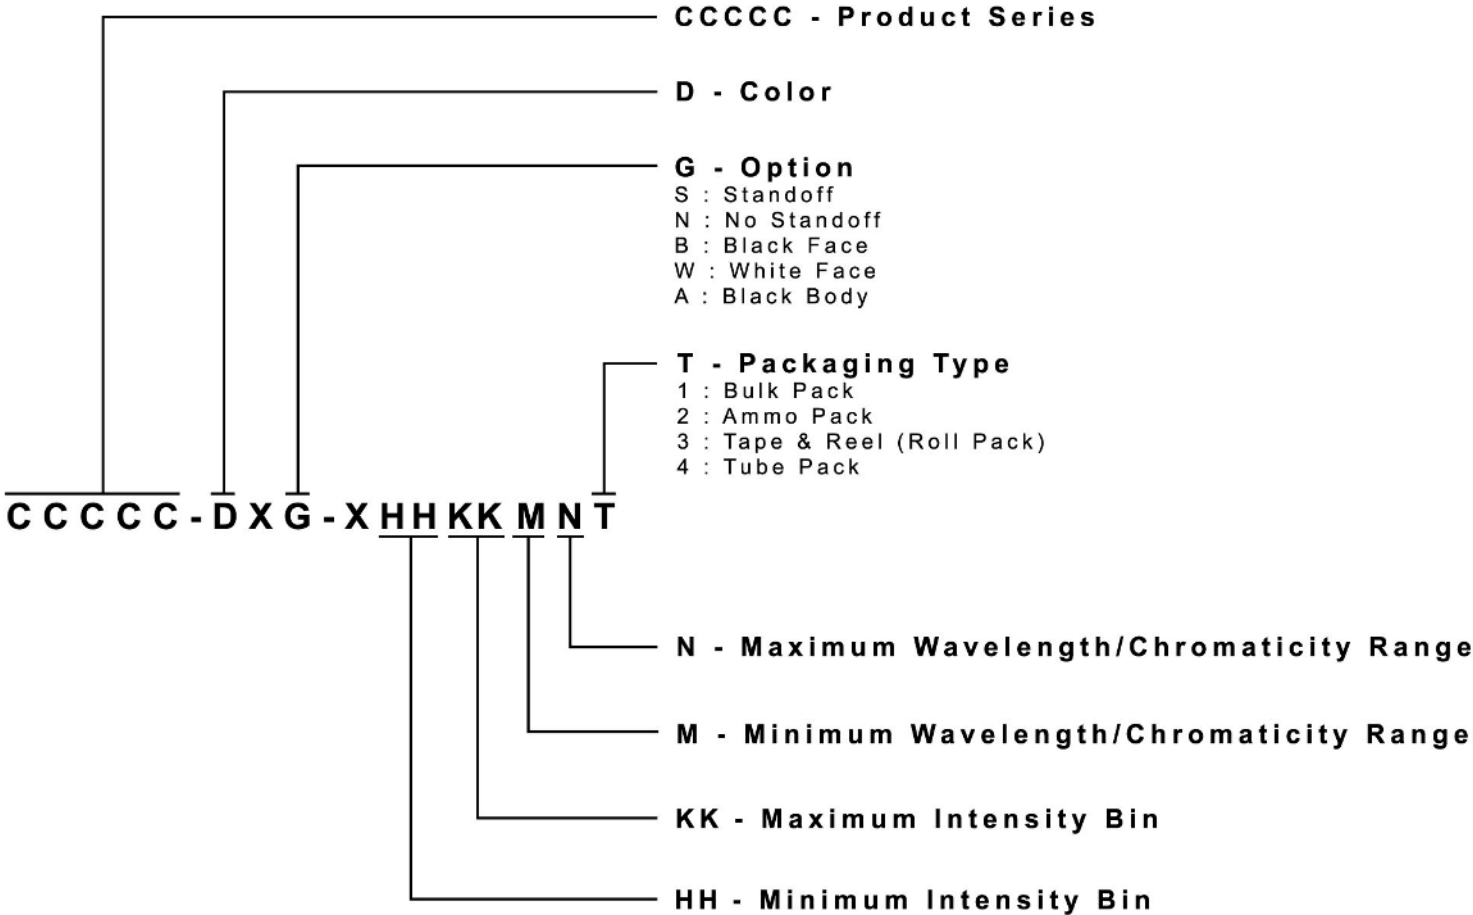 CCCCC - Product Series
D - Color
G - Option
S : Standoff
N : No Standoff
B : Black Face
W : White Face
A : Black Body
T - Packaging Type
1 : Bulk Pack
2 : Ammo Pack
3 : Tape & Reel (Roll Pack)
4 : Tube Pack
CCCCC-DXG-XHHKKMNT
N - Maximum Wavelength/Chromaticity Range
M - Minimum Wavelength/Chromaticity Range
KK - Maximum Intensity Bin
HH - Minimum Intensity Bin